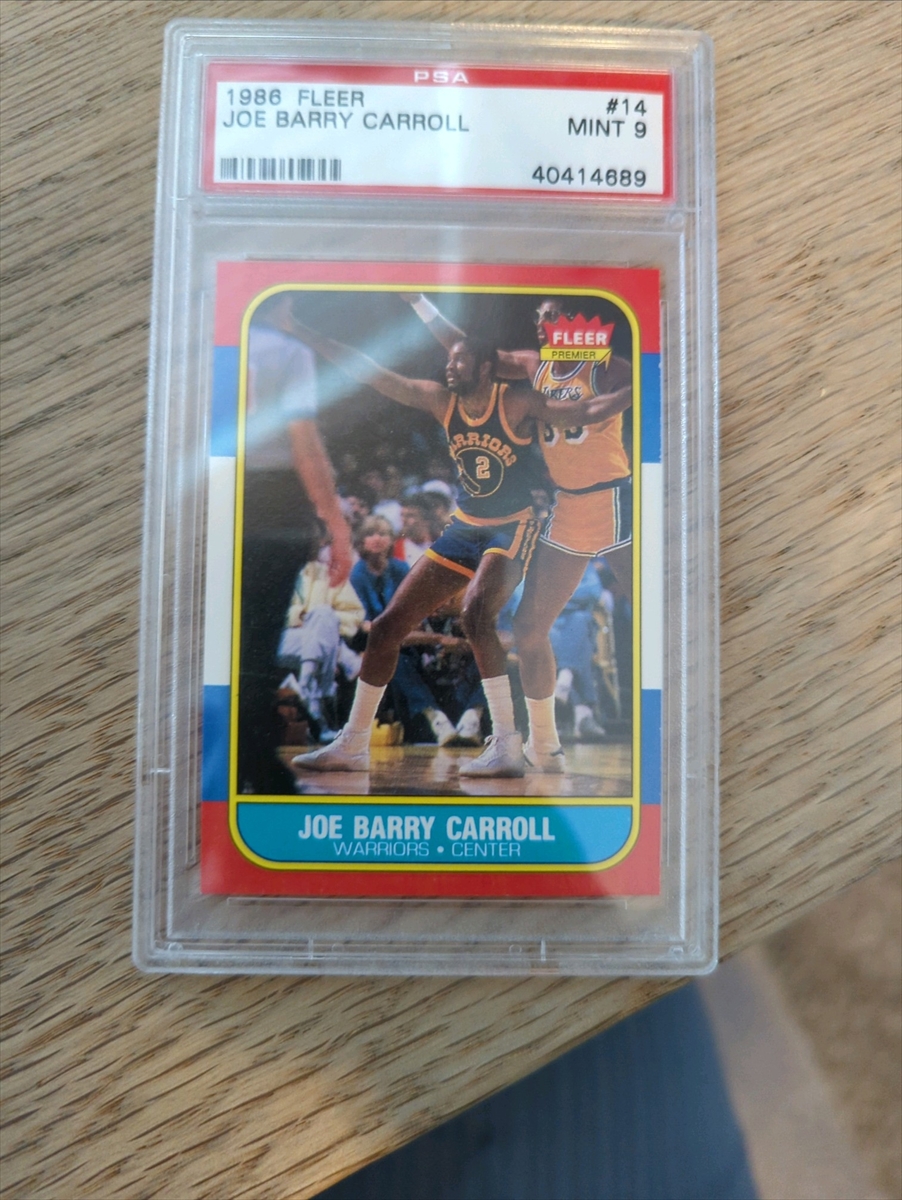 PSA
1986 FLEER #14
JOE BARRY CARROLL MINT 9
40414689
FLEER
PREMIER
WARRIORS
2
JOE BARRY CARROLL
WARRIORS • CENTER